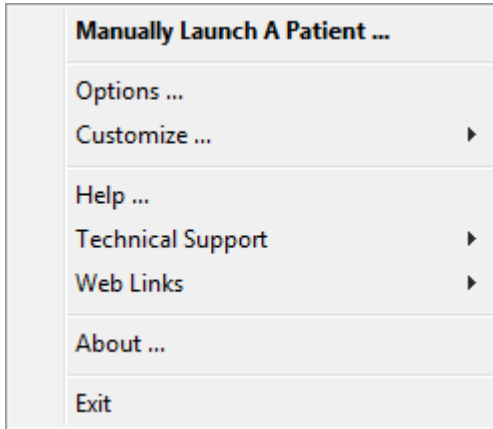 Manually Launch A Patient ...
Options ...
Customize ...
Help ...
Technical Support
Web Links
About ...
Exit